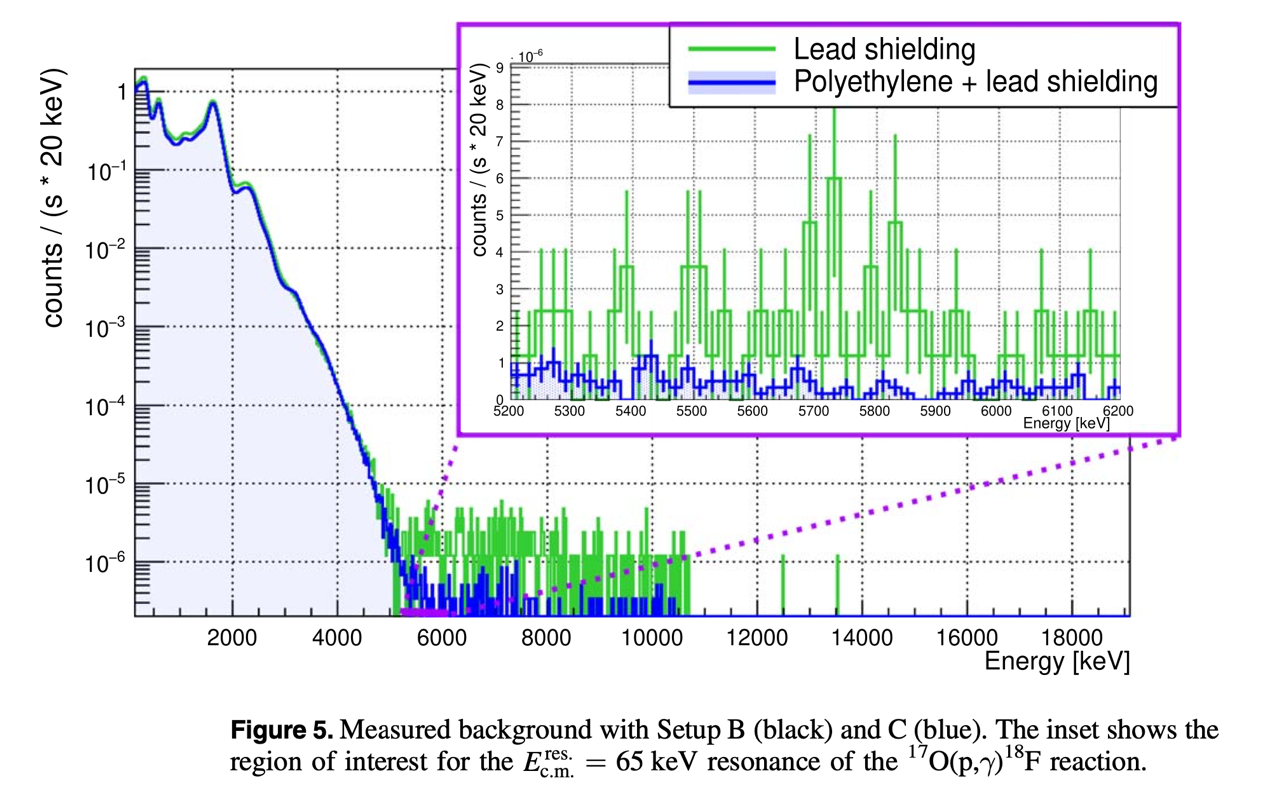 Lead shielding
Polyethylene + lead shielding
counts / (s * 20 keV)
1
10⁻¹
10⁻²
10⁻³
10⁻⁴
10⁻⁵
10⁻⁶
2000 4000 6000 8000 10000 12000 14000 16000 18000
Energy [keV]
· 10⁻⁶
counts / (s * 20 keV)
9
8
7
6
5
4
3
2
1
0
5200 5300 5400 5500 5600 5700 5800 5900 6000 6100 6200
Energy [keV]
Figure 5. Measured background with Setup B (black) and C (blue). The inset shows the
region of interest for the E_c.m.^res. = 65 keV resonance of the ¹⁷O(p,γ)¹⁸F reaction.